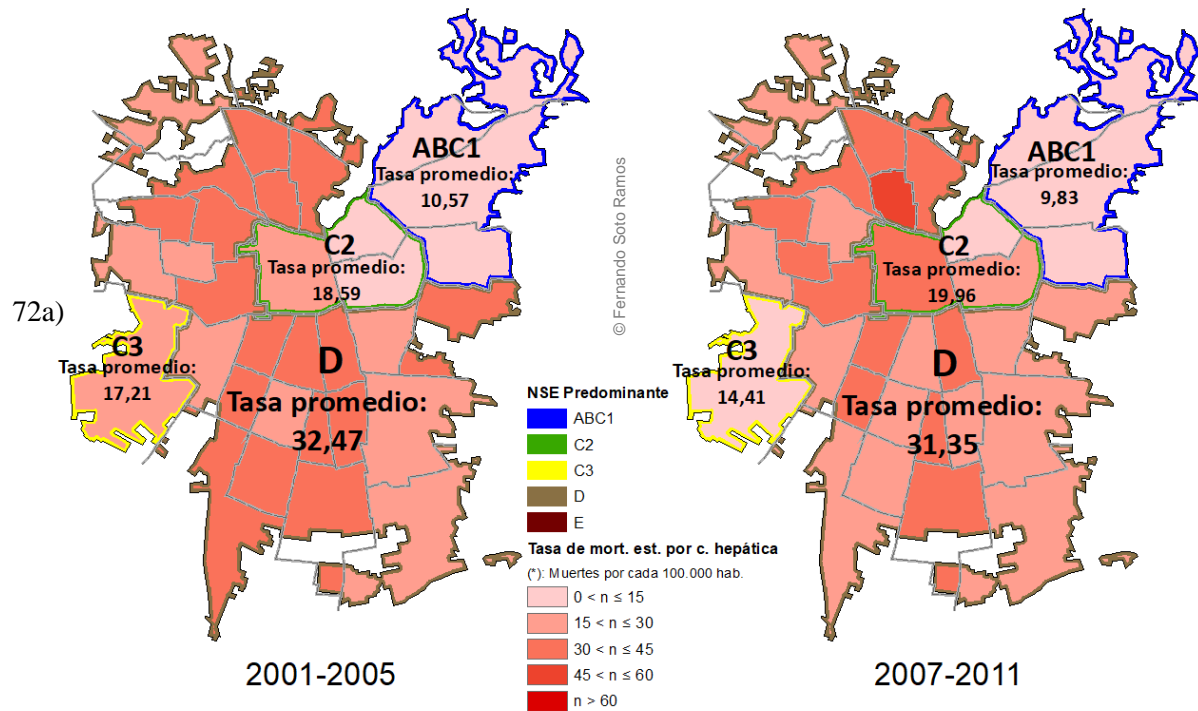 72a)
ABC1
Tasa promedio:
10,57
C2
Tasa promedio:
18,59
C3
Tasa promedio:
17,21
D
Tasa promedio:
32,47
2001-2005
© Fernando Soto Ramos
NSE Predominante
ABC1
C2
C3
D
E
Tasa de mort. est. por c. hepática
(*): Muertes por cada 100.000 hab.
0 < n ≤ 15
15 < n ≤ 30
30 < n ≤ 45
45 < n ≤ 60
n > 60
ABC1
Tasa promedio:
9,83
C2
Tasa promedio:
19,96
C3
Tasa promedio:
14,41
D
Tasa promedio:
31,35
2007-2011